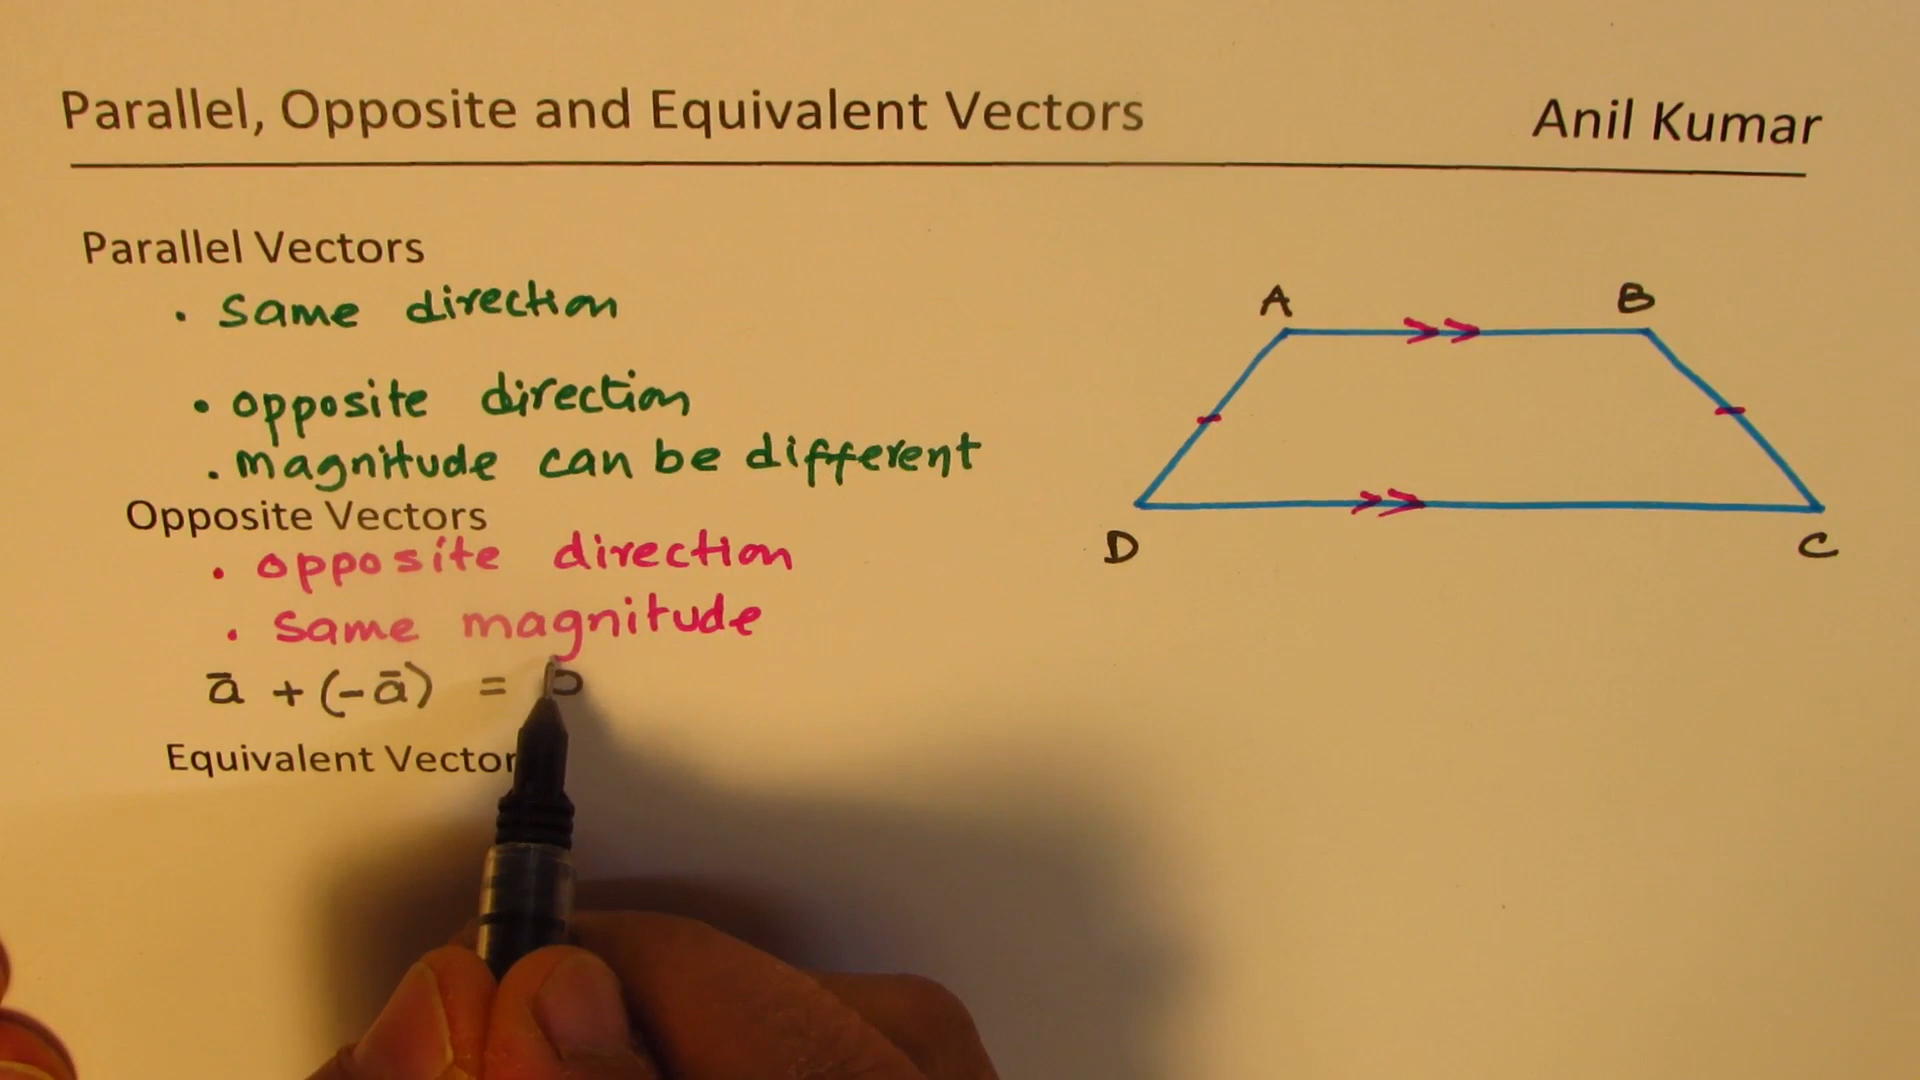 Parallel, Opposite and Equivalent Vectors
Anil Kumar
Parallel Vectors
• Same direction
• opposite direction
• magnitude can be different
Opposite Vectors
• opposite direction
• Same magnitude
ā + (-ā) =
Equivalent
A B
D C